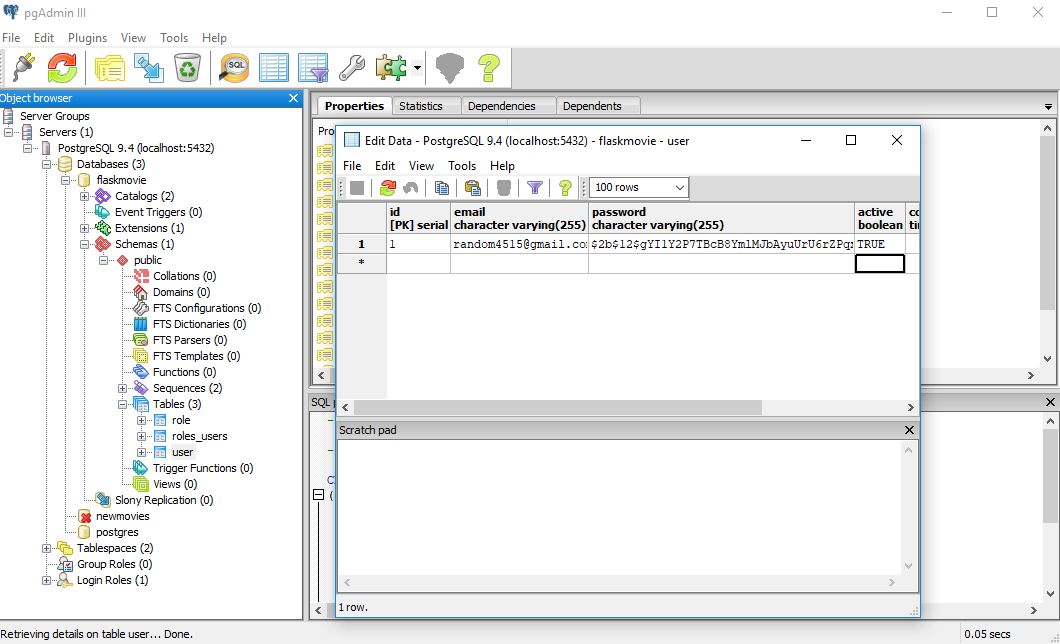 pgAdmin III
File Edit Plugins View Tools Help
SQL
Object browser
Server Groups
Servers (1)
PostgreSQL 9.4 (localhost:5432)
Databases (3)
flaskmovie
Catalogs (2)
Event Triggers (0)
Extensions (1)
Schemas (1)
public
Collations (0)
Domains (0)
FTS Configurations (0)
FTS Dictionaries (0)
FTS Parsers (0)
FTS Templates (0)
Functions (0)
Sequences (2)
Tables (3)
role
roles_users
user
Trigger Functions (0)
Views (0)
Slony Replication (0)
newmovies
postgres
Tablespaces (2)
Group Roles (0)
Login Roles (1)
Properties Statistics Dependencies Dependents
Pro
Edit Data - PostgreSQL 9.4 (localhost:5432) - flaskmovie - user
File Edit View Tools Help
100 rows
id email password active co
[PK] serial character varying(255) character varying(255) boolean tin
1 1 random4515@gmail.co TRUE
*
SQL
Scratch pad
1 row.
Retrieving details on table user... Done.
0.05 secs